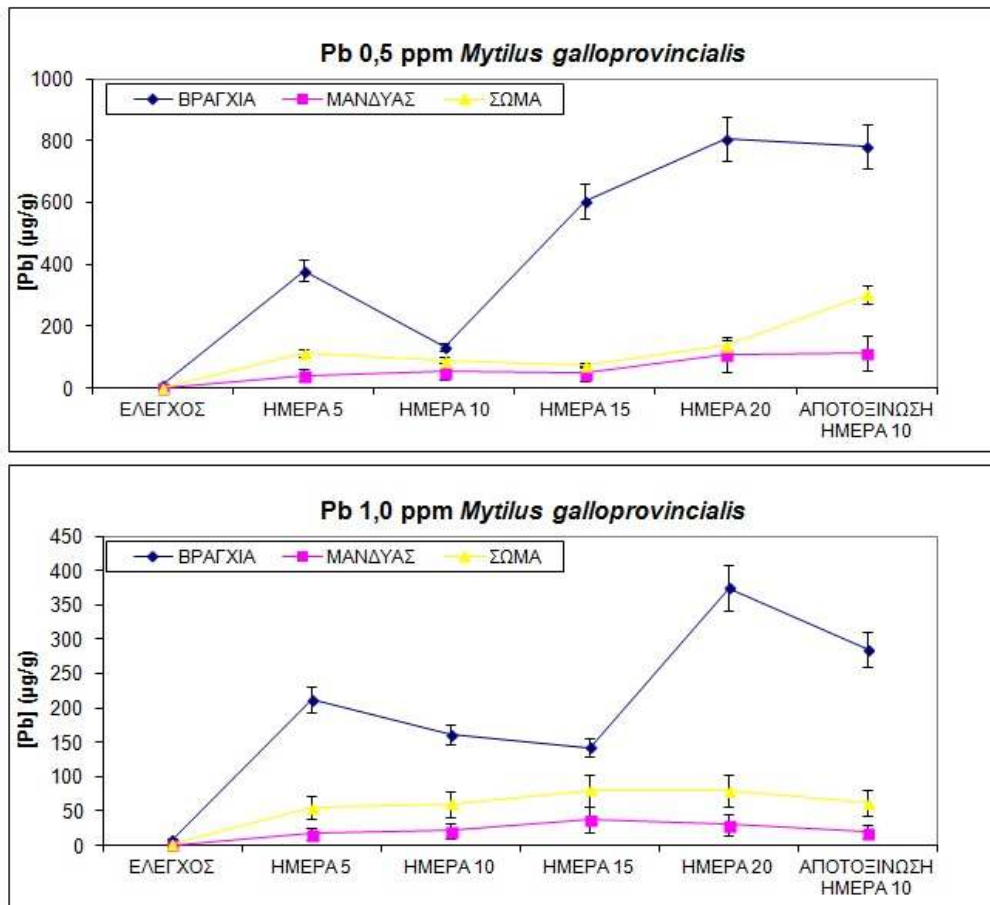 Pb 0,5 ppm Mytilus galloprovincialis
1000
800
600
400
200
0
[Pb] (μg/g)
ΒΡΑΓΧΙΑ ΜΑΝΔΥΑΣ ΣΩΜΑ
ΕΛΕΓΧΟΣ ΗΜΕΡΑ 5 ΗΜΕΡΑ 10 ΗΜΕΡΑ 15 ΗΜΕΡΑ 20 ΑΠΟΤΟΞΙΝΩΣΗ
ΗΜΕΡΑ 10
Pb 1,0 ppm Mytilus galloprovincialis
450
400
350
300
250
200
150
100
50
0
[Pb] (μg/g)
ΒΡΑΓΧΙΑ ΜΑΝΔΥΑΣ ΣΩΜΑ
ΕΛΕΓΧΟΣ ΗΜΕΡΑ 5 ΗΜΕΡΑ 10 ΗΜΕΡΑ 15 ΗΜΕΡΑ 20 ΑΠΟΤΟΞΙΝΩΣΗ
ΗΜΕΡΑ 10